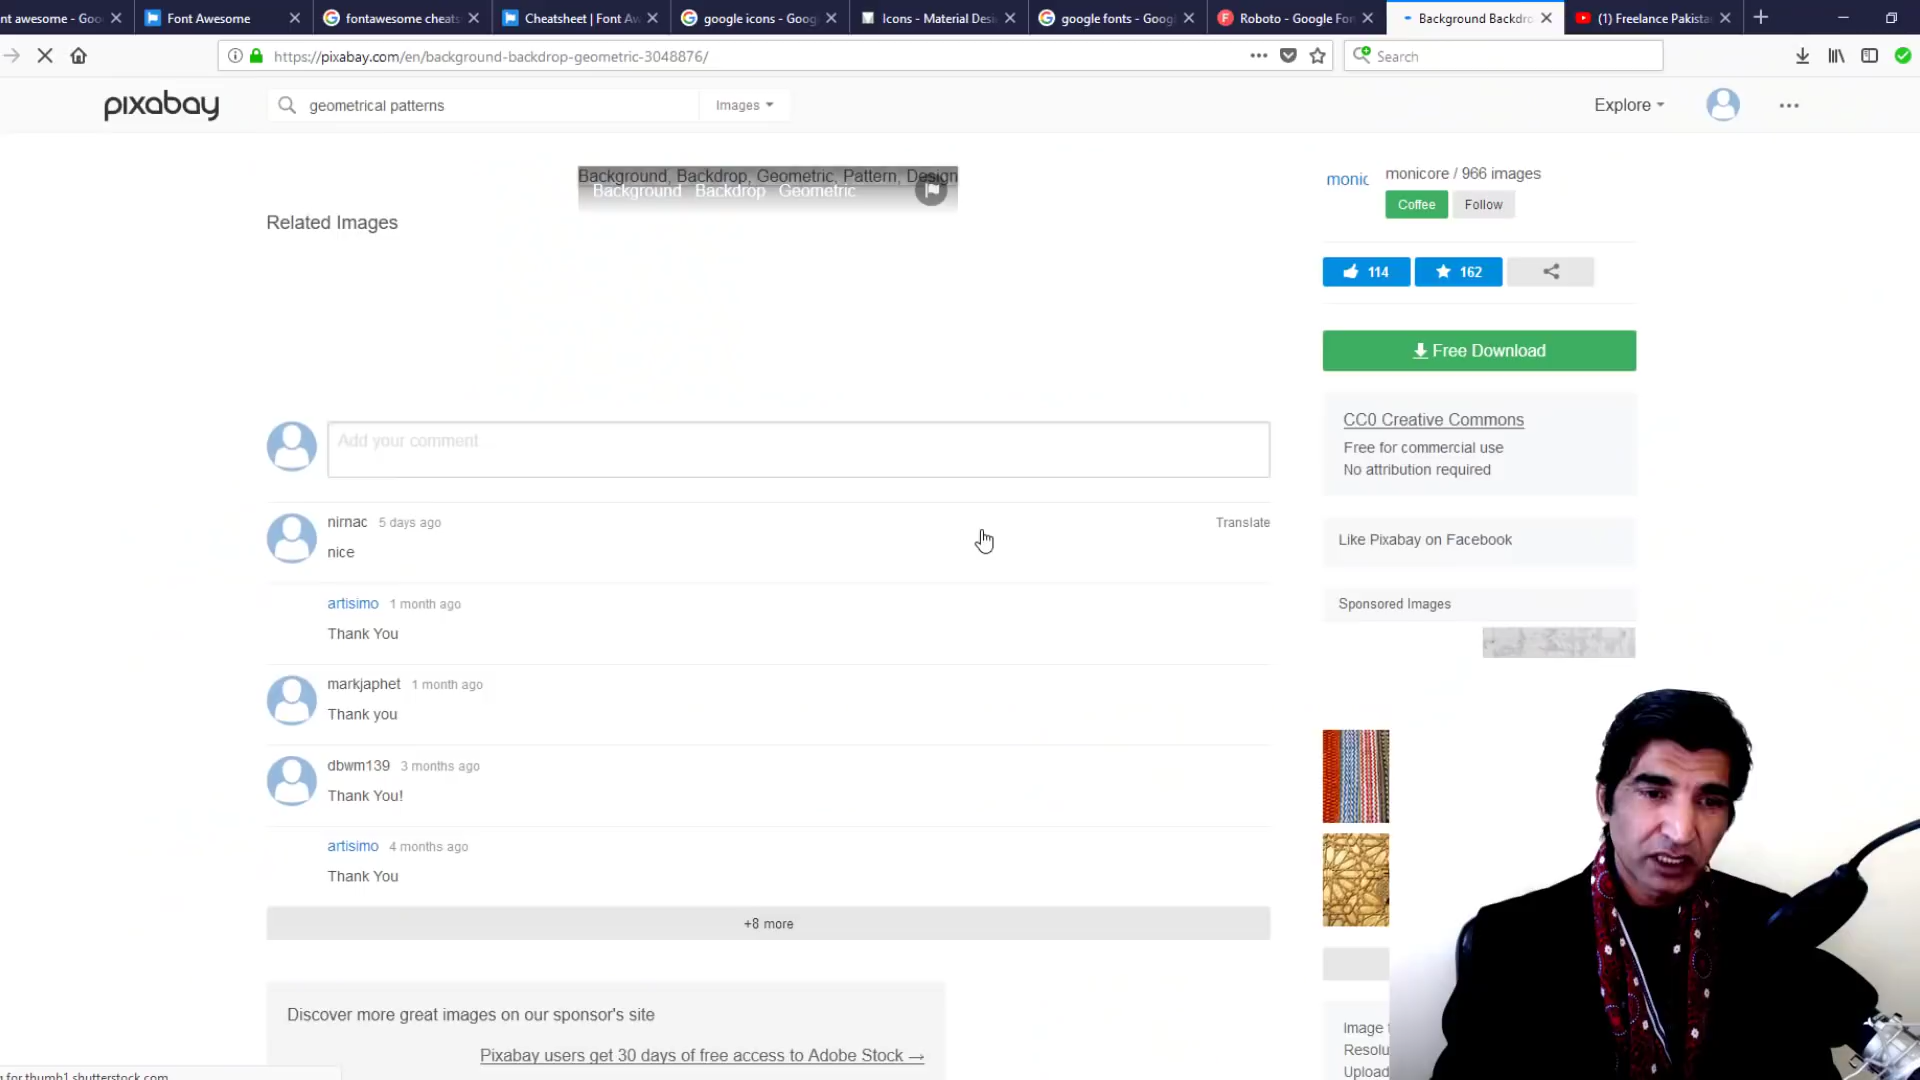 nt awesome - Goo
Font Awesome
fontawesome cheats
Cheatsheet | Font Aw
google icons - Goog
Icons - Material Desi
google fonts - Goog
Roboto - Google Fon
Background Backdro
(1) Freelance Pakista
https://pixabay.com/en/background-backdrop-geometric-3048876/
Search
pixabay
geometrical patterns
Images
Explore
Background, Backdrop, Geometric, Pattern, Design
Background Backdrop Geometric
Related Images
monic
monicore / 966 images
Coffee
Follow
114
162
Free Download
CC0 Creative Commons
Free for commercial use
No attribution required
Like Pixabay on Facebook
Sponsored Images
Add your comment
nirnac 5 days ago
Translate
nice
artisimo 1 month ago
Thank You
markjaphet 1 month ago
Thank you
dbwm139 3 months ago
Thank You!
artisimo 4 months ago
Thank You
+8 more
Discover more great images on our sponsor's site
Pixabay users get 30 days of free access to Adobe Stock →
Image
Resolu
Upload
g for thumb1.shutterstock.com